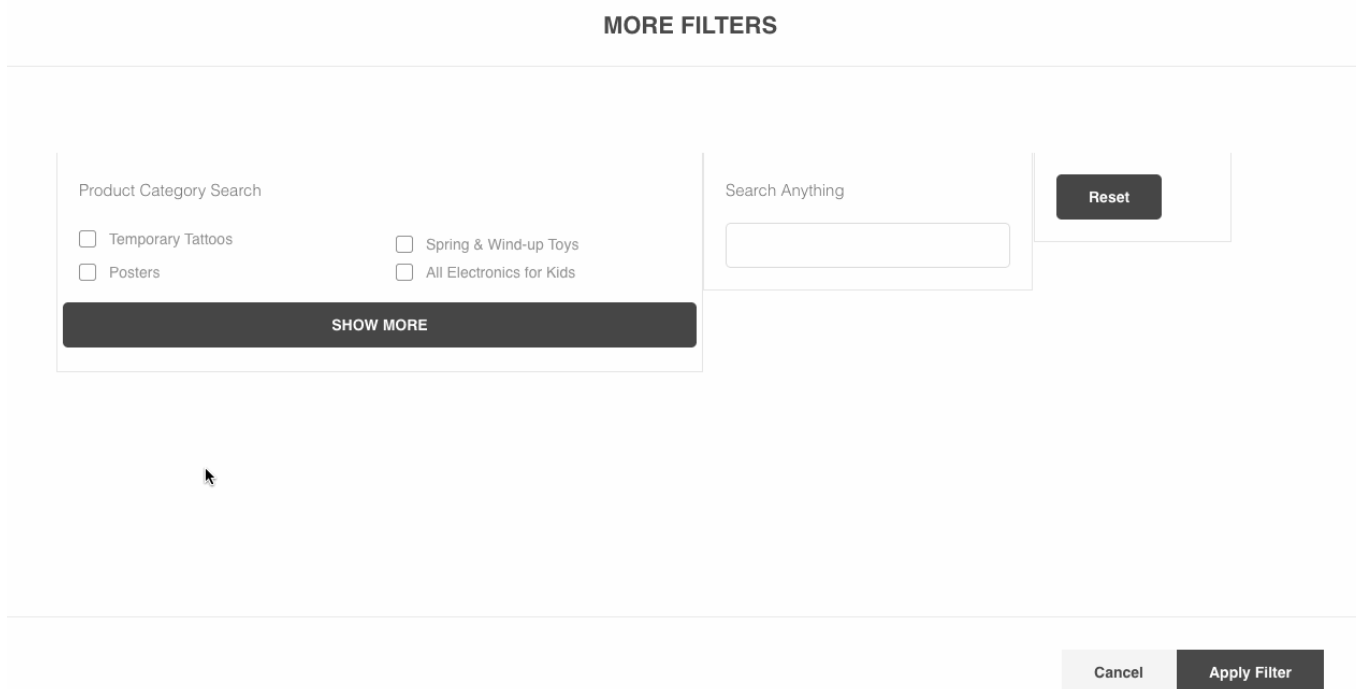 MORE FILTERS
Product Category Search
Temporary Tattoos
Spring & Wind-up Toys
Posters
All Electronics for Kids
SHOW MORE
Search Anything
Reset
Cancel
Apply Filter